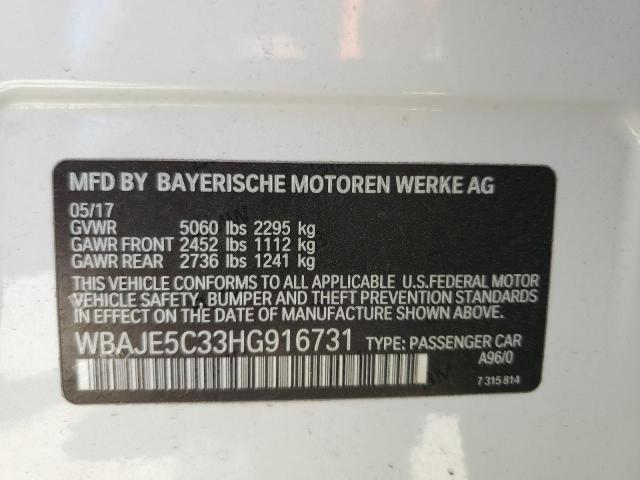 MFD BY BAYERISCHE MOTOREN WERKE AG
05/17
GVWR 5060 lbs 2295 kg
GAWR FRONT 2452 lbs 1112 kg
GAWR REAR 2736 lbs 1241 kg
THIS VEHICLE CONFORMS TO ALL APPLICABLE U.S.FEDERAL MOTOR
VEHICLE SAFETY, BUMPER AND THEFT PREVENTION STANDARDS
IN EFFECT ON THE DATE OF MANUFACTURE SHOWN ABOVE.
WBAJE5C33HG916731 TYPE: PASSENGER CAR
A96/0
7 315 814